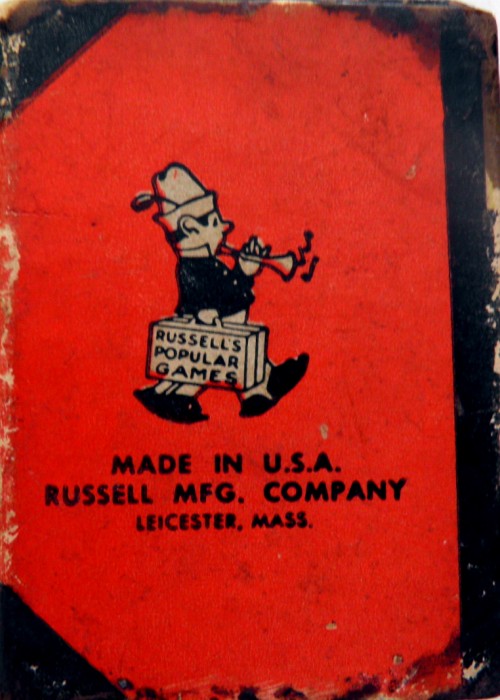 RUSSELL'S
POPULAR
GAMES
MADE IN U.S.A.
RUSSELL MFG. COMPANY
LEICESTER, MASS.